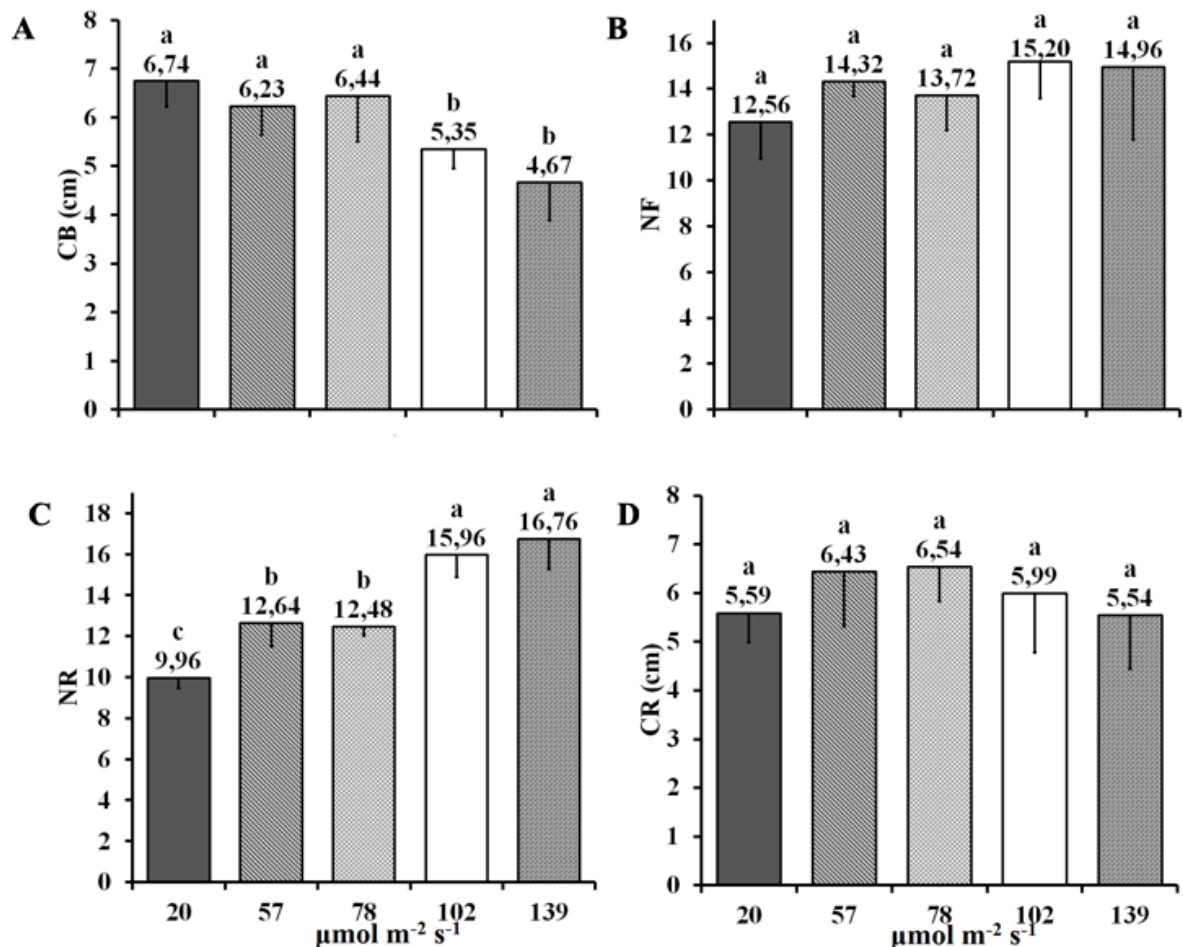 A
CB (cm)
8
7
6
5
4
3
2
1
0
a
6,74
a
6,23
a
6,44
b
5,35
b
4,67
B
NF
16
14
12
10
8
6
4
2
0
a
12,56
a
14,32
a
13,72
a
15,20
a
14,96
C
NR
18
16
14
12
10
8
6
4
2
0
c
9,96
b
12,64
b
12,48
a
15,96
a
16,76
20 57 78 102 139
µmol m-2 s-1
D
CR (cm)
8
7
6
5
4
3
2
1
0
a
5,59
a
6,43
a
6,54
a
5,99
a
5,54
20 57 78 102 139
µmol m-2 s-1